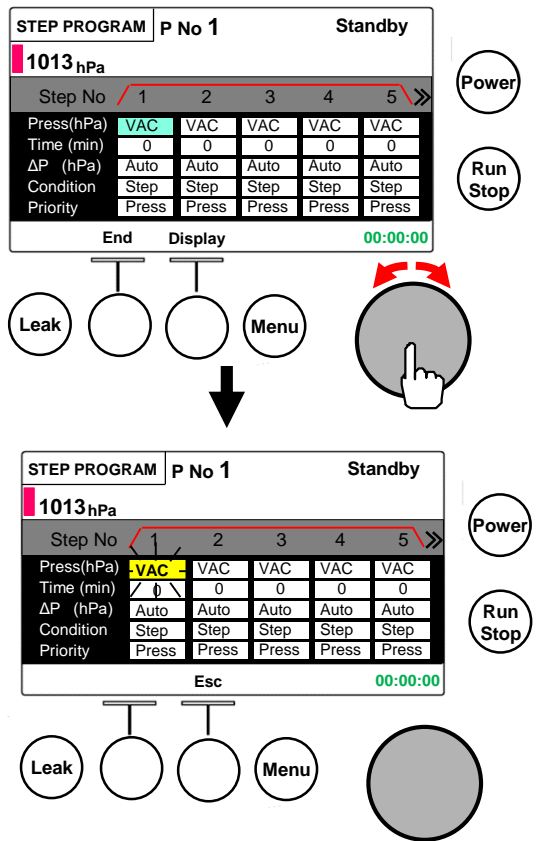 STEP PROGRAM P No 1 Standby
1013 hPa
Power
Step No 1 2 3 4 5
Press(hPa) VAC VAC VAC VAC VAC
Time (min) 0 0 0 0 0
ΔP (hPa) Auto Auto Auto Auto Auto
Run
Stop
Condition Step Step Step Step Step
Priority Press Press Press Press Press
End Display 00:00:00
Leak Menu
STEP PROGRAM P No 1 Standby
1013 hPa
Power
Step No 1 2 3 4 5
Press(hPa) VAC VAC VAC VAC VAC
Time (min) 0 0 0 0 0
ΔP (hPa) Auto Auto Auto Auto Auto
Run
Stop
Condition Step Step Step Step Step
Priority Press Press Press Press Press
Esc 00:00:00
Leak Menu